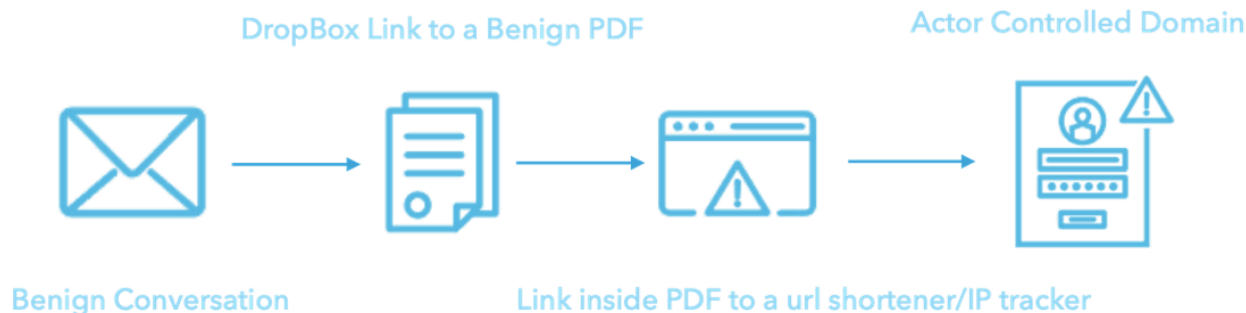 DropBox Link to a Benign PDF
Actor Controlled Domain
Benign Conversation
Link inside PDF to a url shortener/IP tracker